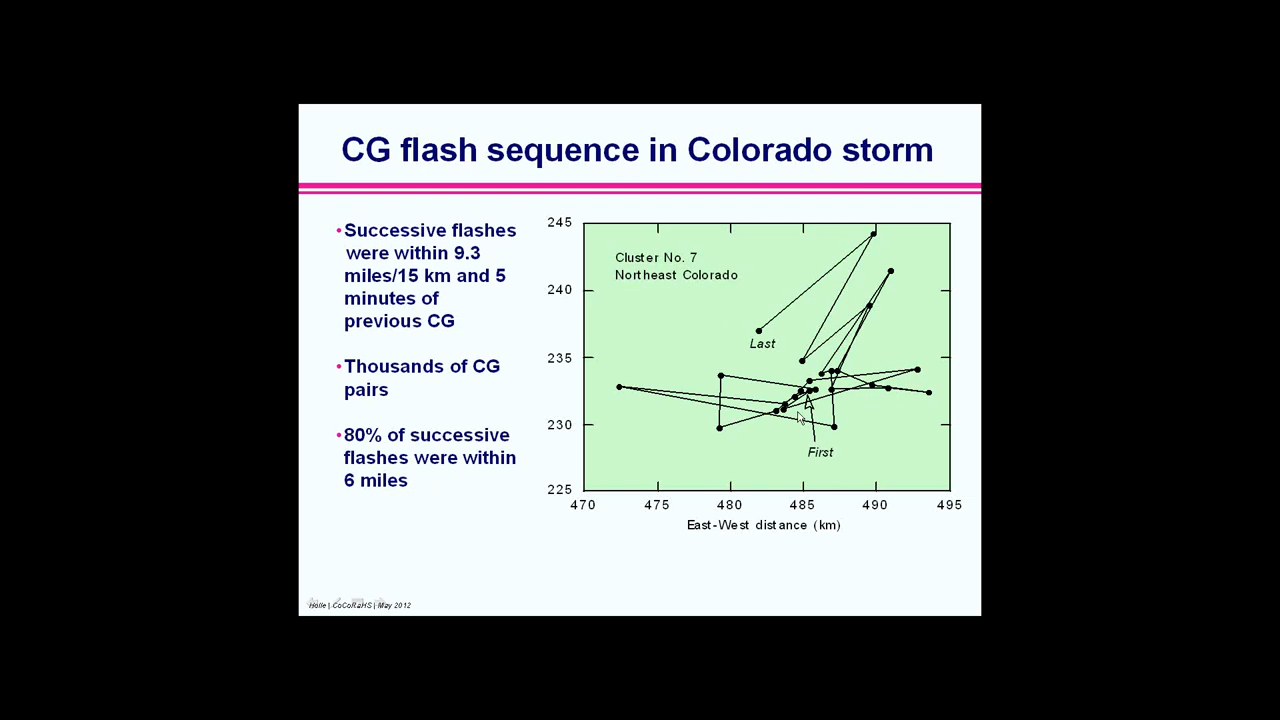 CG flash sequence in Colorado storm
•Successive flashes
were within 9.3
miles/15 km and 5
minutes of
previous CG
•Thousands of CG
pairs
•80% of successive
flashes were within
6 miles
245
Cluster No. 7
Northeast Colorado
240
Last
235
230
First
225
470 475 480 485 490 495
East-West distance (km)
Holle | CoCoRaHS | May 2012